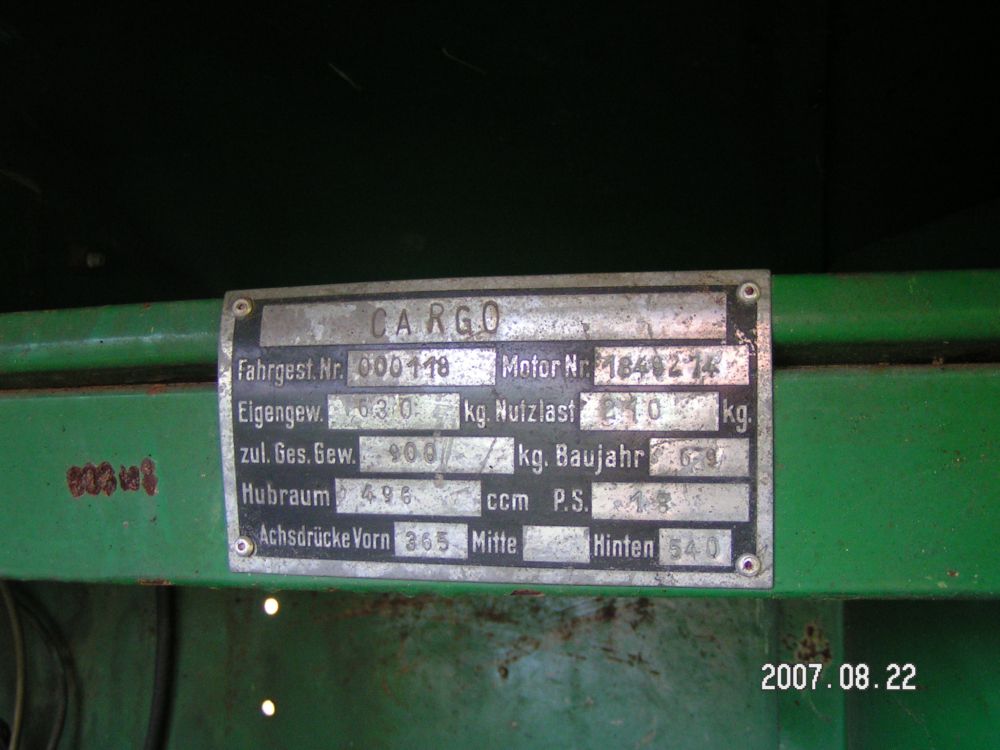 CARGO
Fahrgest. Nr. 000118 Motor Nr. 1840274
Eigengew. 630 kg. Nutzlast 210 kg.
zul. Ges. Gew. 900 kg. Baujahr 69
Hubraum 496 ccm P.S. 18
Achsdrücke Vorn 365 Mitte Hinten 540
2007.08.22